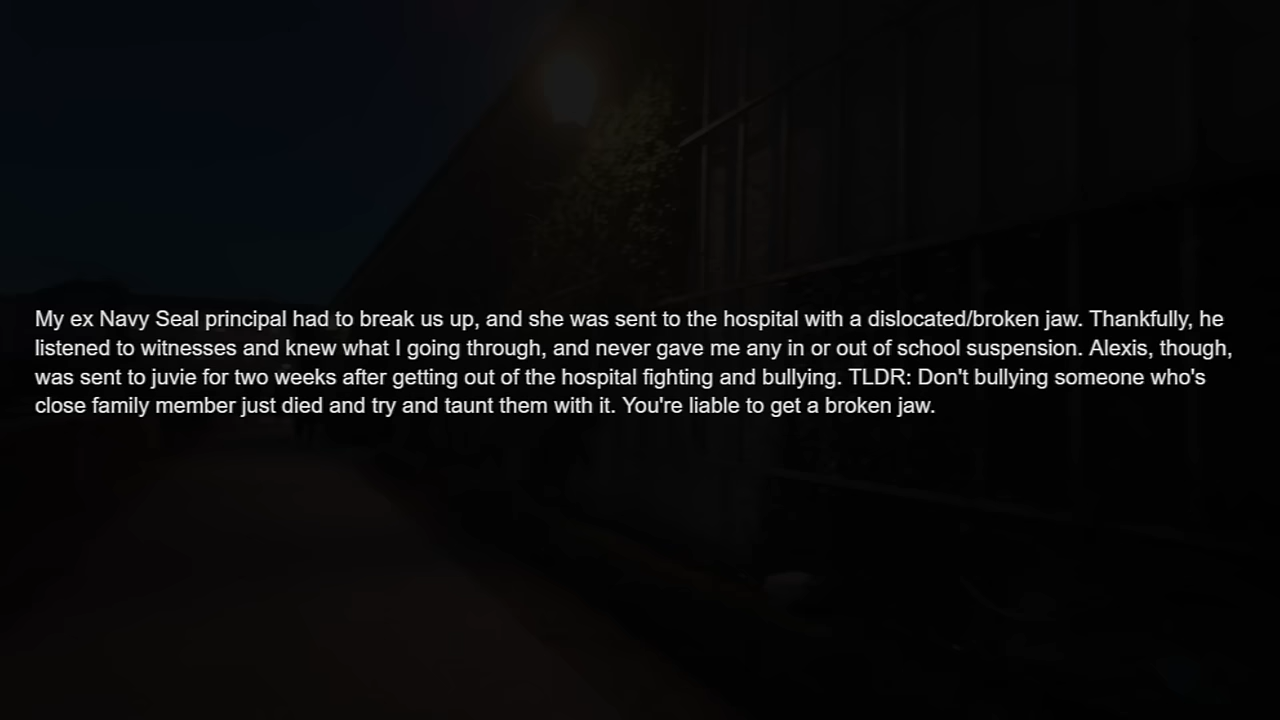 My ex Navy Seal principal had to break us up, and she was sent to the hospital with a dislocated/broken jaw. Thankfully, he
listened to witnesses and knew what I going through, and never gave me any in or out of school suspension. Alexis, though,
was sent to juvie for two weeks after getting out of the hospital fighting and bullying. TLDR: Don't bullying someone who's
close family member just died and try and taunt them with it. You're liable to get a broken jaw.